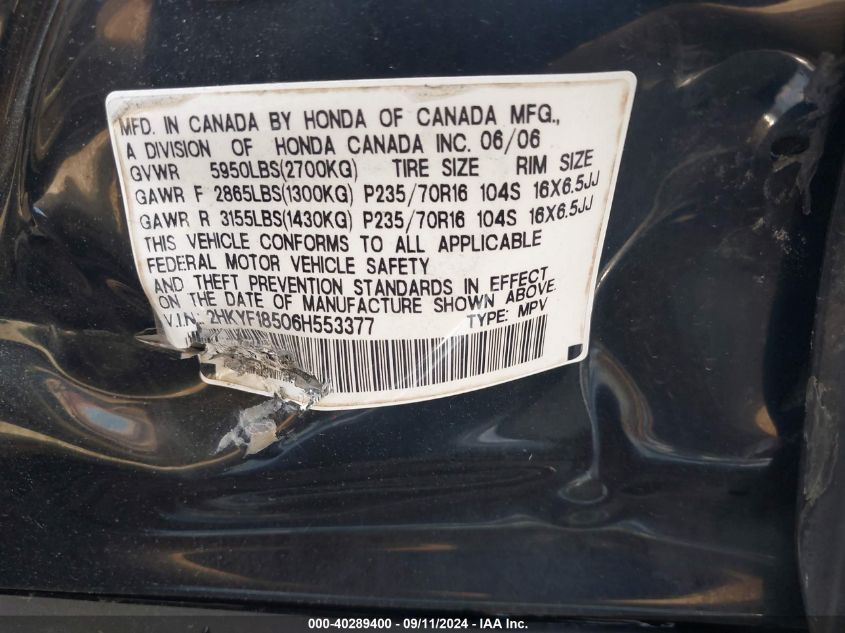 MFD. IN CANADA BY HONDA OF CANADA MFG.,
A DIVISION OF HONDA CANADA INC. 06/06
GVWR 5950LBS(2700KG) TIRE SIZE RIM SIZE
GAWR F 2865LBS(1300KG) P235/70R16 104S 16X6.5JJ
GAWR R 3155LBS(1430KG) P235/70R16 104S 16X6.5JJ
THIS VEHICLE CONFORMS TO ALL APPLICABLE
FEDERAL MOTOR VEHICLE SAFETY
AND THEFT PREVENTION STANDARDS IN EFFECT
ON THE DATE OF MANUFACTURE SHOWN ABOVE.
V.I.N.: 2HKYF18506H553377 TYPE: MPV
000-40289400 - 09/11/2024 - IAA Inc.